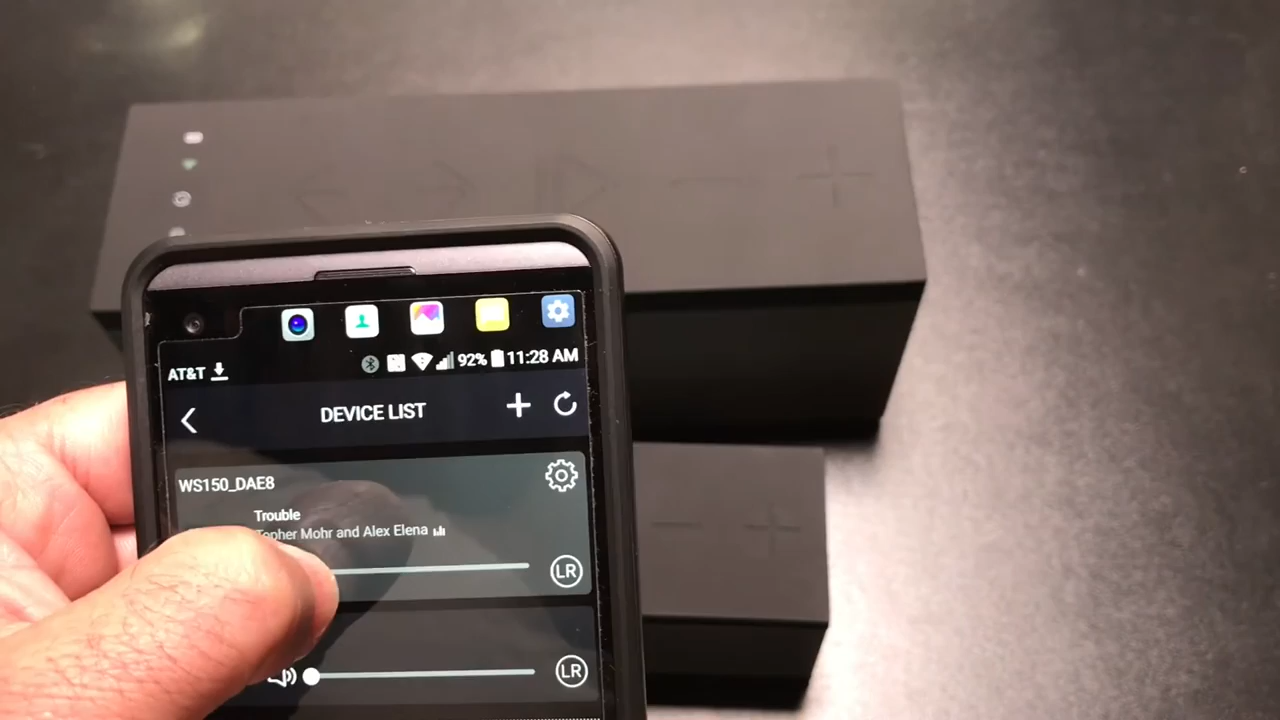 AT&T 92% 11:28 AM
DEVICE LIST
WS150_DAE8
Trouble
Topher Mohr and Alex Elena
LR
LR